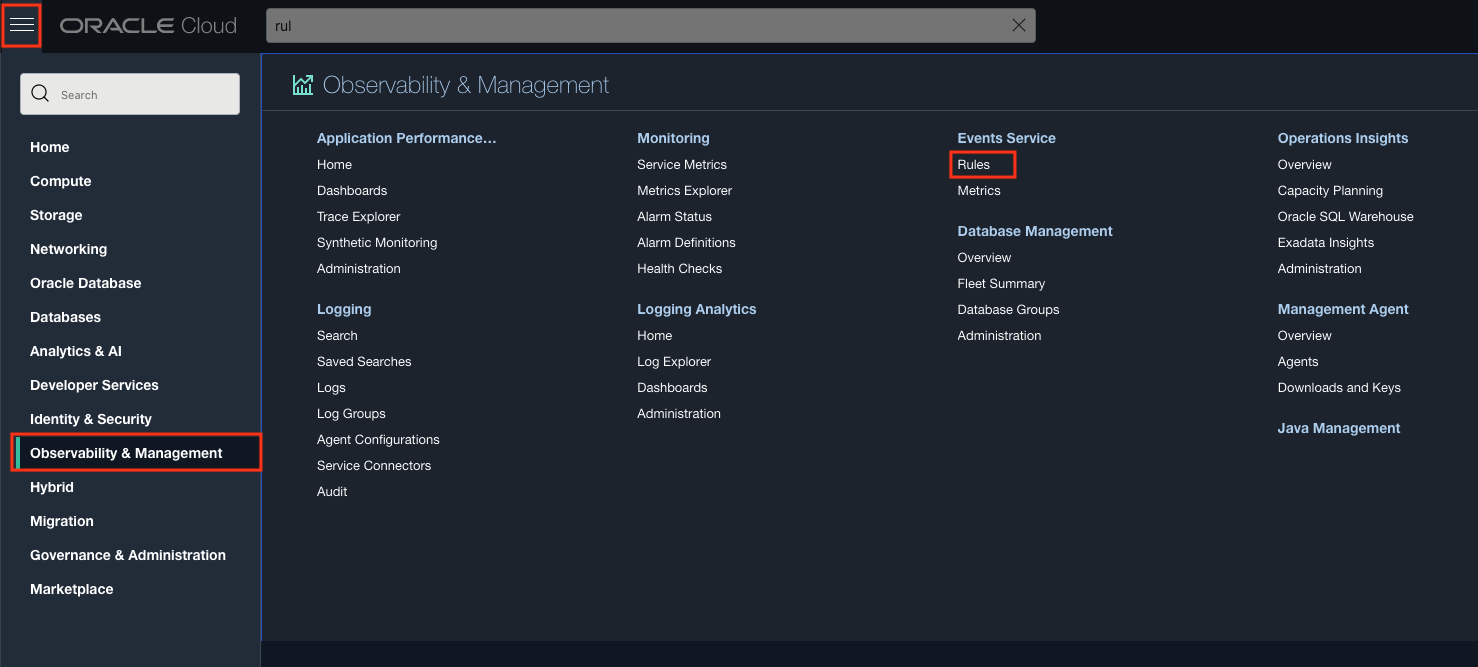 ORACLE Cloud
rul
Search
Home
Compute
Storage
Networking
Oracle Database
Databases
Analytics & AI
Developer Services
Identity & Security
Observability & Management
Hybrid
Migration
Governance & Administration
Marketplace
Observability & Management
Application Performance...
Home
Dashboards
Trace Explorer
Synthetic Monitoring
Administration
Logging
Search
Saved Searches
Logs
Log Groups
Agent Configurations
Service Connectors
Audit
Monitoring
Service Metrics
Metrics Explorer
Alarm Status
Alarm Definitions
Health Checks
Logging Analytics
Home
Log Explorer
Dashboards
Administration
Events Service
Rules
Metrics
Database Management
Overview
Fleet Summary
Database Groups
Administration
Operations Insights
Overview
Capacity Planning
Oracle SQL Warehouse
Exadata Insights
Administration
Management Agent
Overview
Agents
Downloads and Keys
Java Management